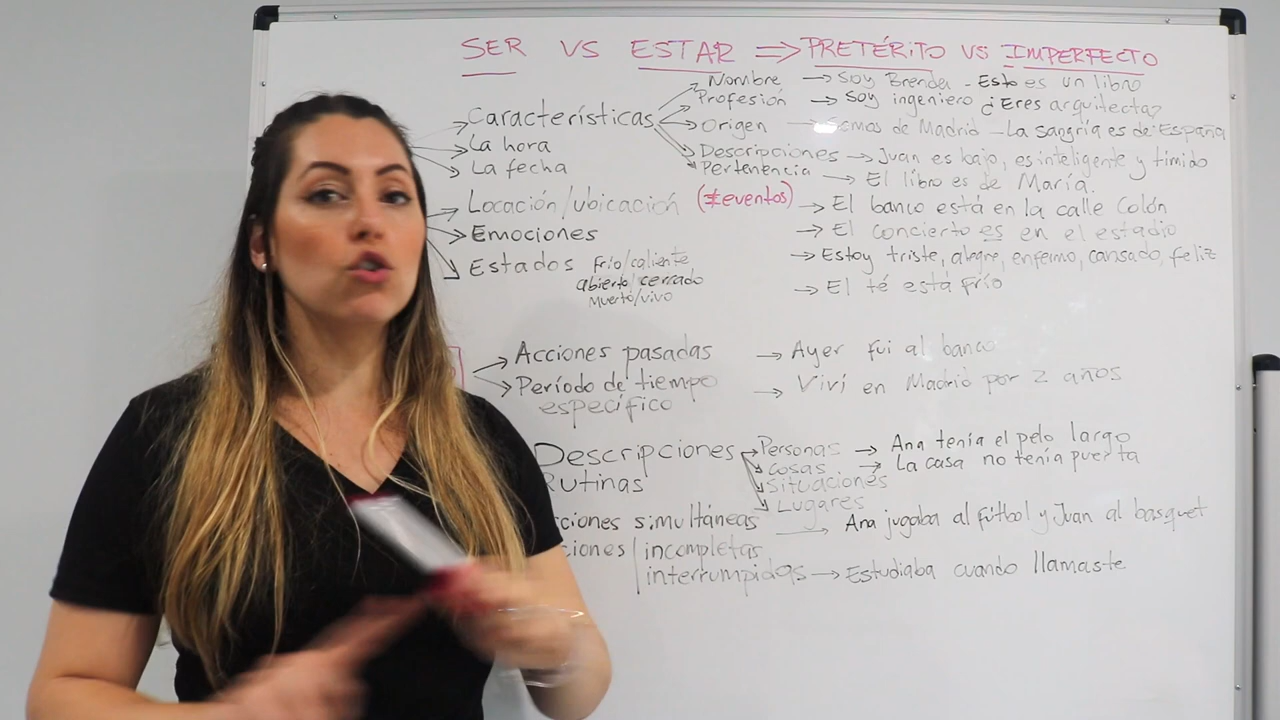 SER VS ESTAR ⇒ PRETÉRITO VS IMPERFECTO
Características
Nombre → Soy Brenda - Esto es un libro
Profesión → Soy ingeniero ¿Eres arquitecta?
Origen → Somos de Madrid - La sangría es de España
Descripciones → Juan es bajo, es inteligente y tímido
Pertenencia → El libro es de María.
La hora
La fecha
Locación/ubicación (≠eventos) → El banco está en la calle Colón
→ El concierto es en el estadio
Emociones → Estoy triste, alegre, enfermo, cansado, feliz
Estados frío/caliente → El té está frío
abierto/cerrado
muerto/vivo
Acciones pasadas → Ayer fui al banco
Período de tiempo específico → Viví en Madrid por 2 años
Descripciones
Personas → Ana tenía el pelo largo
Cosas → La casa no tenía puerta
Situaciones
Lugares
Rutinas
cciones simultáneas → Ana jugaba al fútbol y Juan al basquet
ciones incompletas
interrumpidas → Estudiaba cuando llamaste